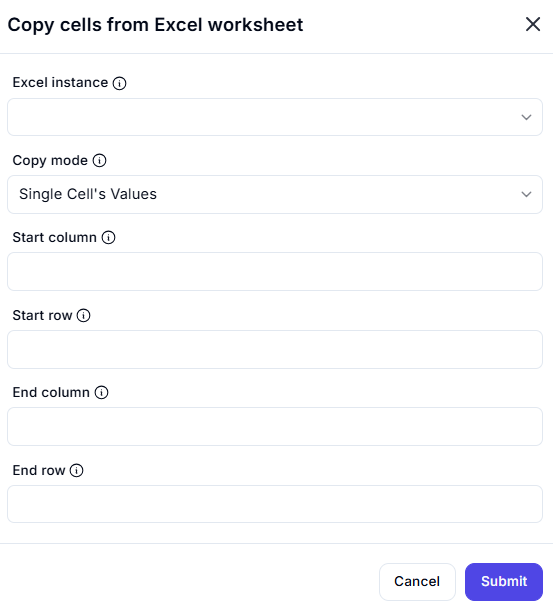 Copy cells from Excel worksheet
Excel instance
Copy mode
Single Cell's Values
Start column
Start row
End column
End row
Cancel Submit